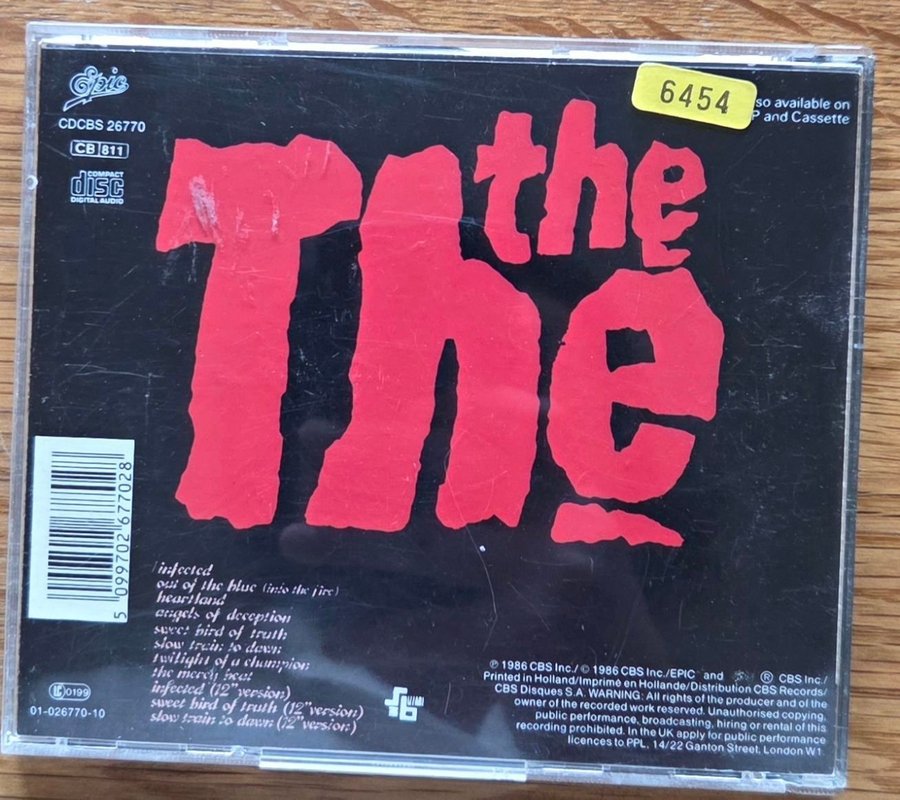 Epic
CDCBS 26770
CB 811
COMPACT
disc
DIGITAL AUDIO
6454
so available on
P and Cassette
the
The
5 099702 677028
infected
out of the blue (into the fire)
heartland
angels of deception
sweet bird of truth
slow train to dawn
twilight of a champion
the mercy beat
infected (12" version)
sweet bird of truth (12" version)
slow train to dawn (12" version)
LC 0199
01-026770-10
℗ 1986 CBS Inc./ © 1986 CBS Inc./EPIC and ® CBS Inc./
Printed in Holland/Imprimé en Hollande/Distribution CBS Records/
CBS Disques S.A. WARNING: All rights of the producer and of the
owner of the recorded work reserved. Unauthorised copying,
public performance, broadcasting, hiring or rental of this
recording prohibited. In the UK apply for public performance
licences to PPL, 14/22 Ganton Street, London W1.